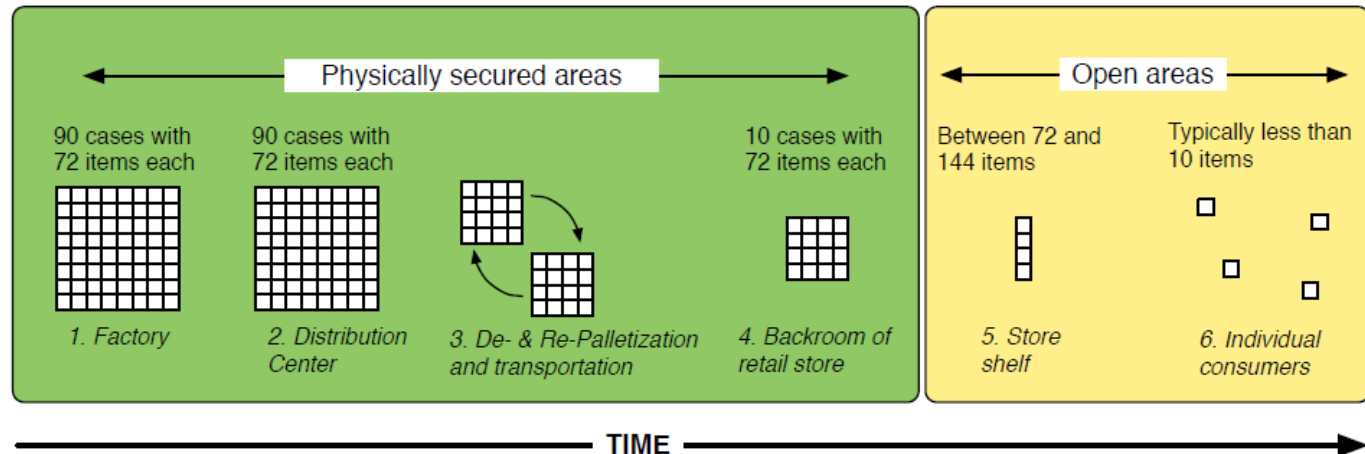 Physically secured areas
Open areas
90 cases with
72 items each
90 cases with
72 items each
10 cases with
72 items each
Between 72 and
144 items
Typically less than
10 items
1. Factory
2. Distribution
Center
3. De- & Re-Palletization
and transportation
4. Backroom of
retail store
5. Store
shelf
6. Individual
consumers
TIME